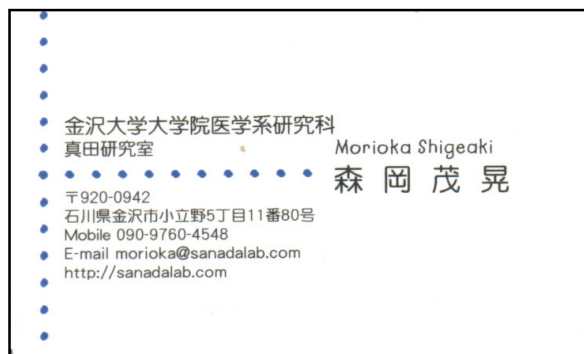 金沢大学大学院医学系研究科
真田研究室
Morioka Shigeaki
森岡茂晃
〒920-0942
石川県金沢市小立野5丁目11番80号
Mobile 090-9760-4548
E-mail morioka@sanadalab.com
http://sanadalab.com